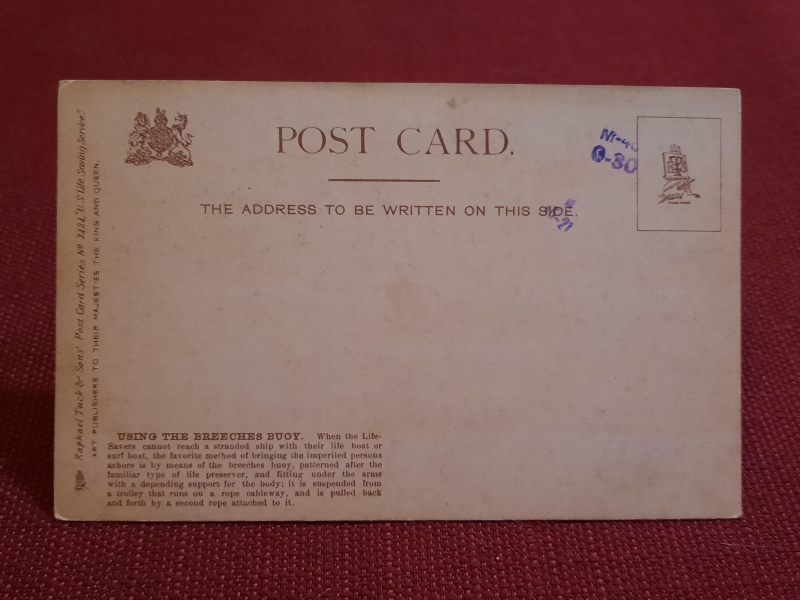 POST CARD.
THE ADDRESS TO BE WRITTEN ON THIS SIDE.
0-30
Raphael Tuck & Sons' Post Card Series No 2424, "U.S. Life Saving Service."
ART PUBLISHERS TO THEIR MAJESTIES THE KING AND QUEEN.
USING THE BREECHES BUOY. When the Life-
Savers cannot reach a stranded ship with their life boat or
surf boat, the favorite method of bringing the imperiled persons
ashore is by means of the breeches buoy, patterned after the
familiar type of life preserver, and fitting under the arms
with a depending support for the body; it is suspended from
a trolley that runs on a rope cableway, and is pulled back
and forth by a second rope attached to it.